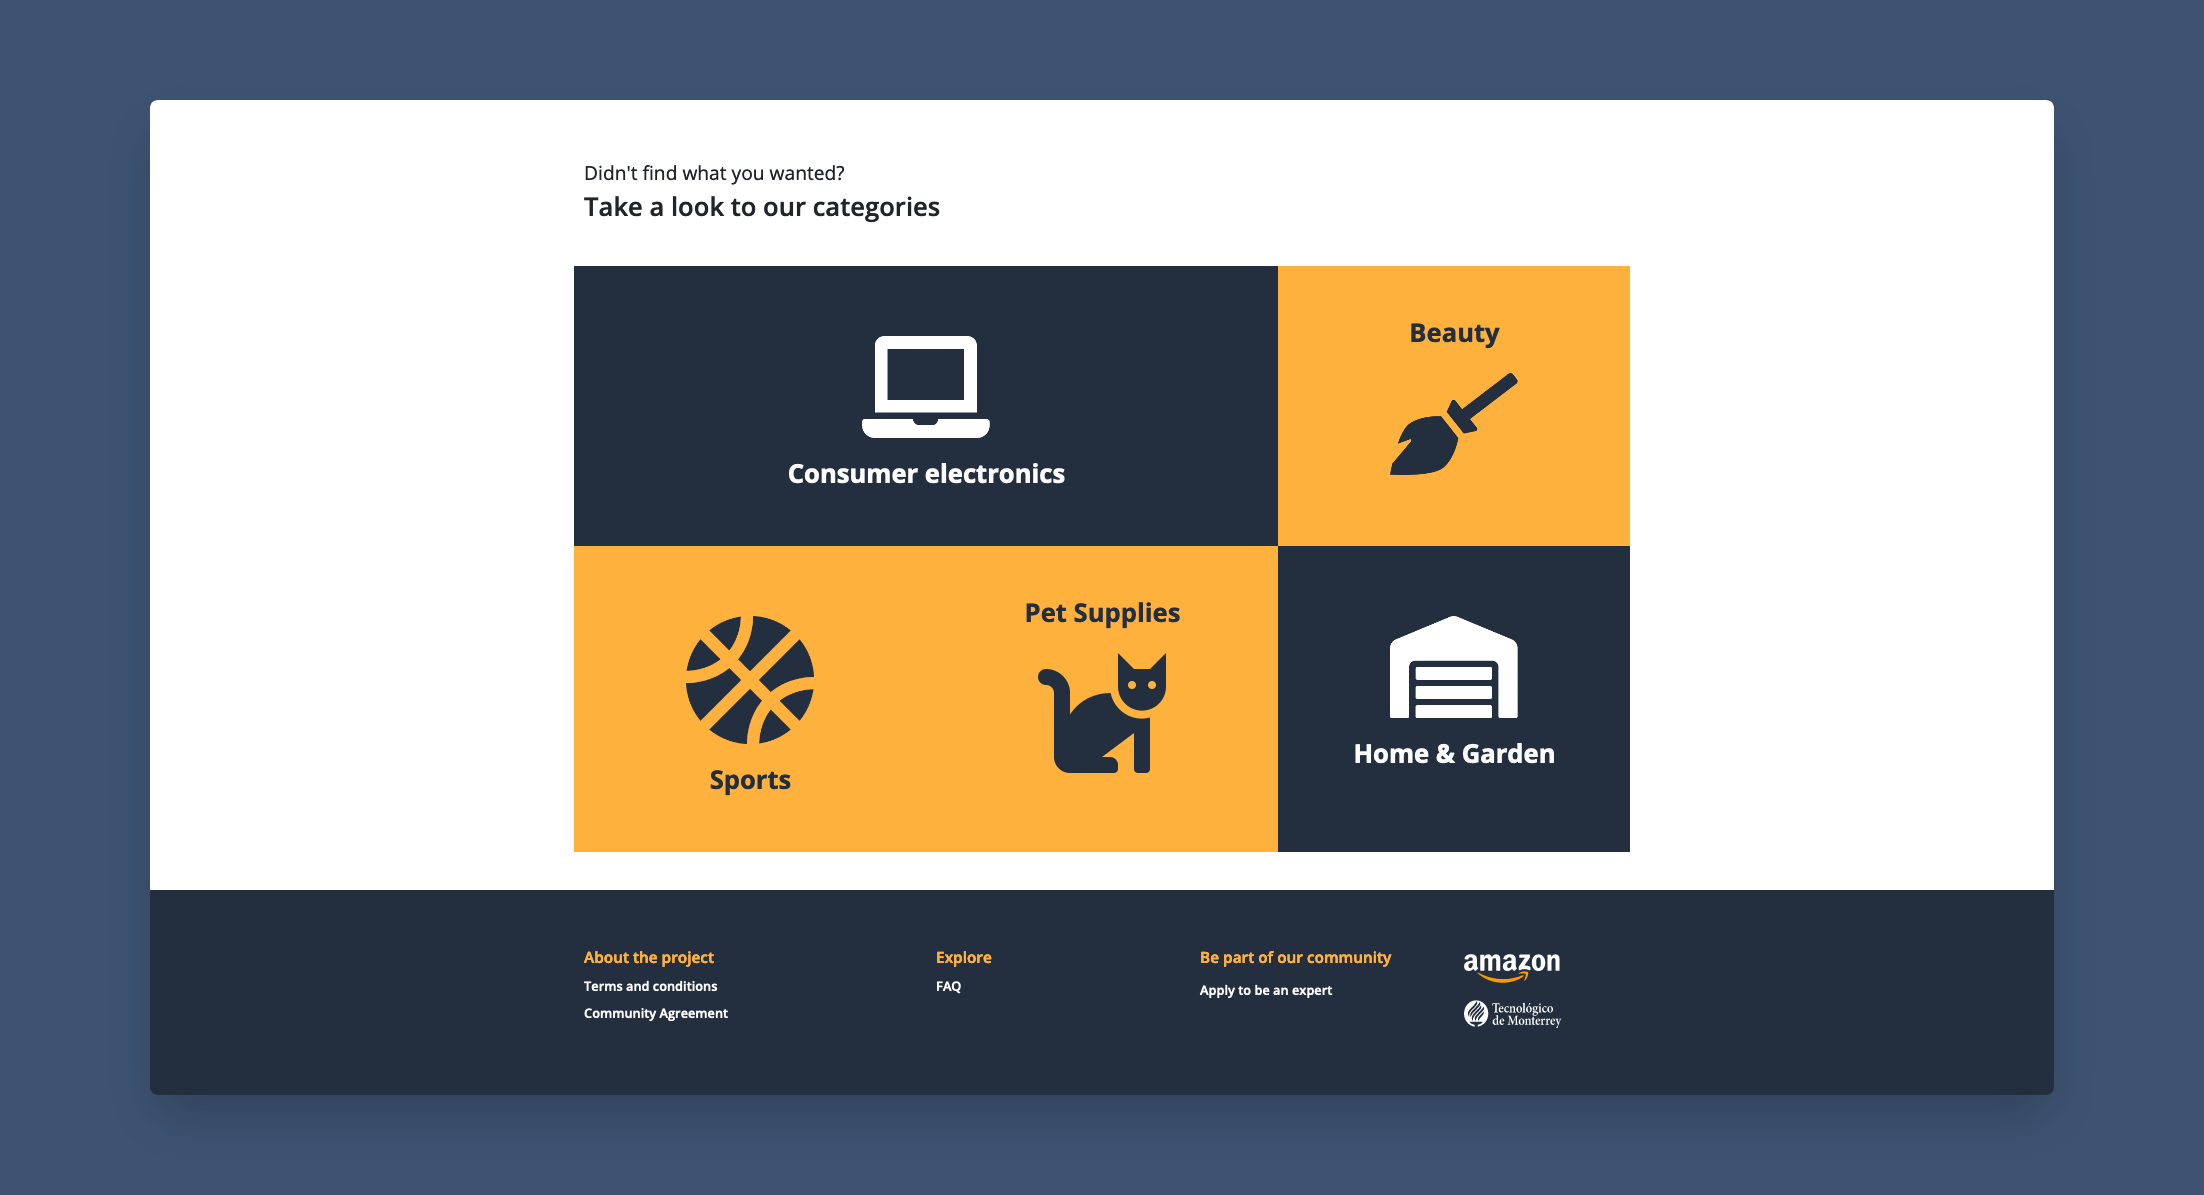 Didn't find what you wanted?
Take a look to our categories
Consumer electronics
Beauty
Sports
Pet Supplies
Home & Garden
About the project
Terms and conditions
Community Agreement
Explore
FAQ
Be part of our community
Apply to be an expert
amazon
Tecnológico
de Monterrey